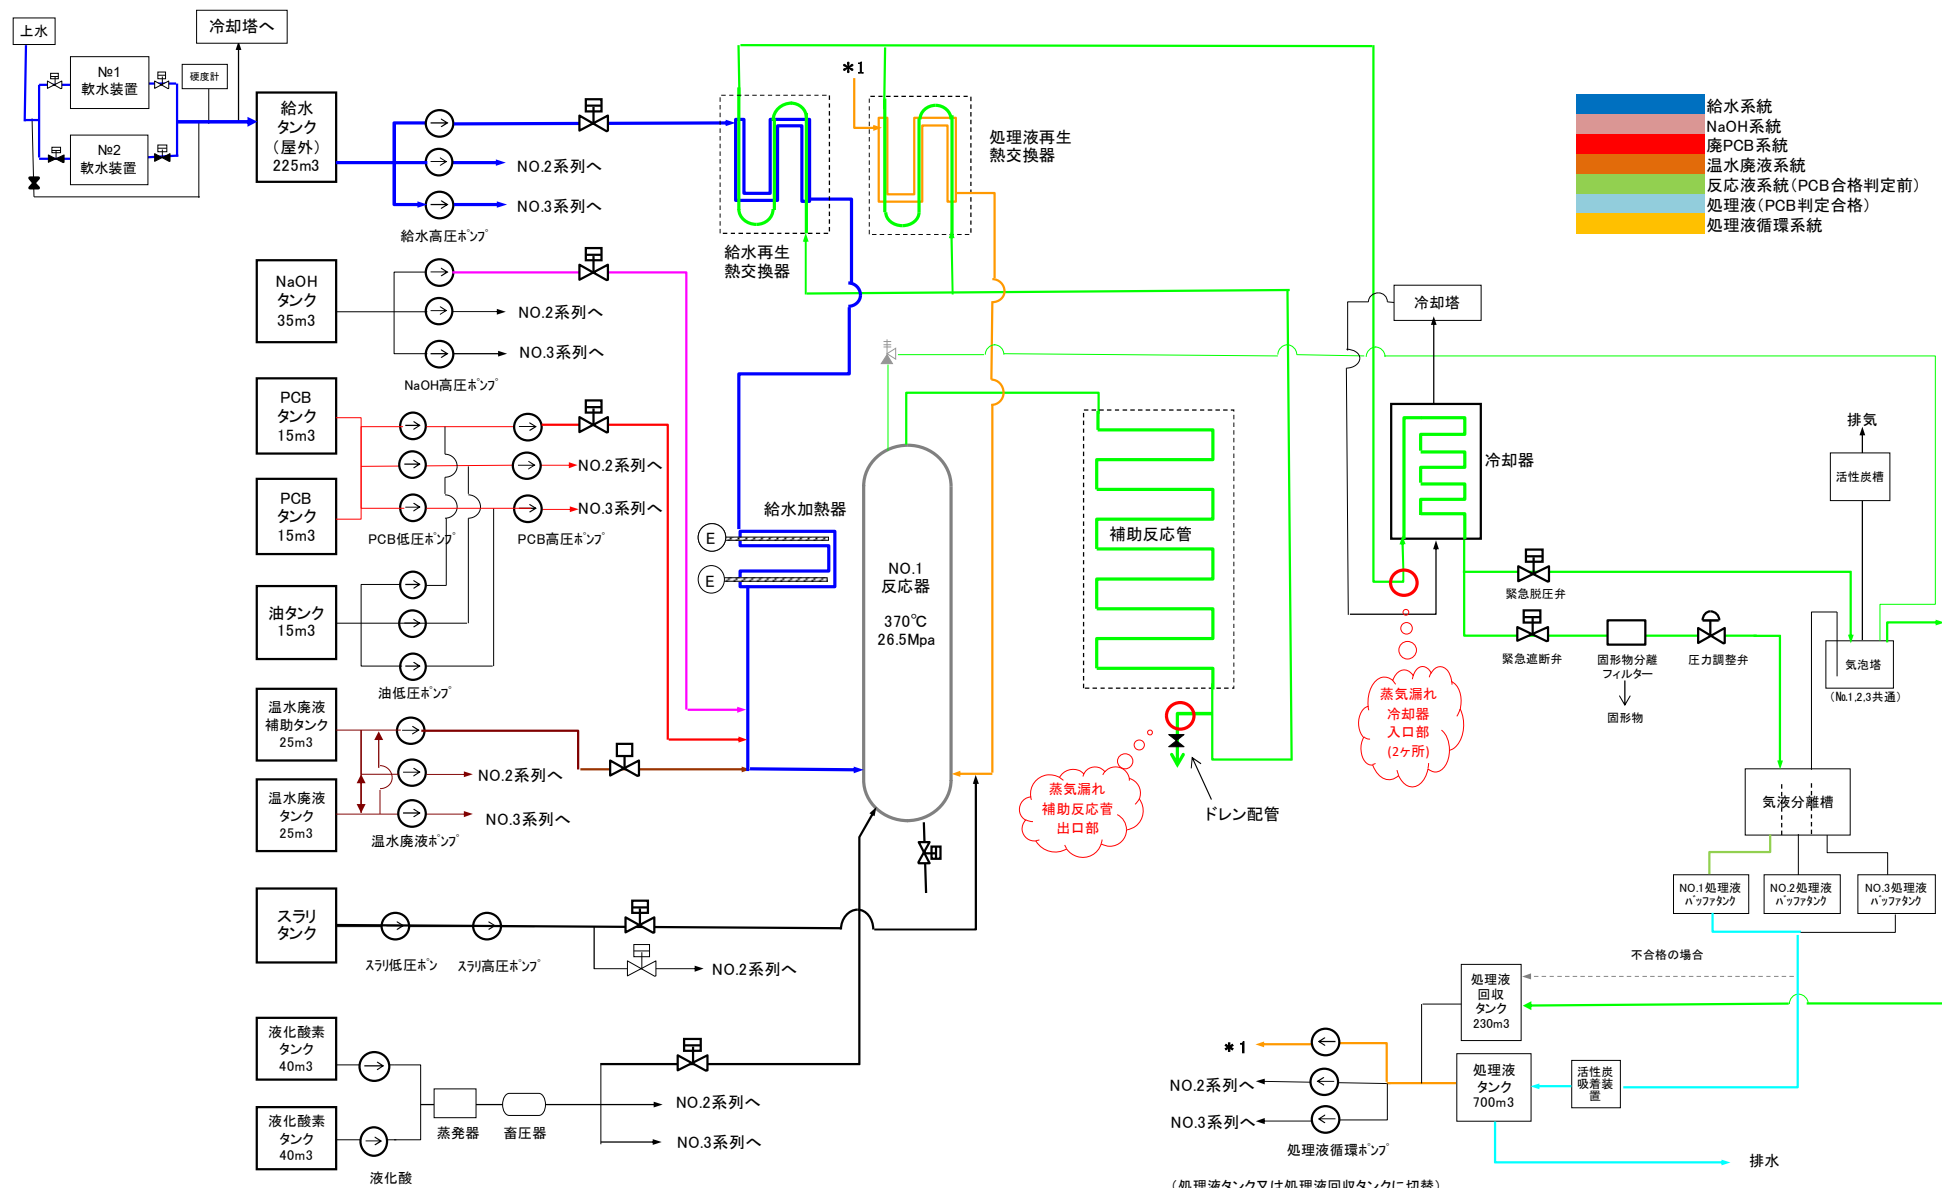 上水
冷却塔へ
№1
軟水装置
硬度計
№2
軟水装置
給水
タンク
(屋外)
225m3
NO.2系列へ
NO.3系列へ
給水高圧ﾎﾟﾝﾌﾟ
給水再生
熱交換器
*1
処理液再生
熱交換器
給水系統
NaOH系統
廃PCB系統
温水廃液系統
反応液系統(PCB合格判定前)
処理液(PCB判定合格)
処理液循環系統
NaOH
タンク
35m3
NO.2系列へ
NO.3系列へ
NaOH高圧ﾎﾟﾝﾌﾟ
冷却塔
PCB
タンク
15m3
PCB
タンク
15m3
NO.2系列へ
NO.3系列へ
PCB低圧ﾎﾟﾝﾌﾟ
PCB高圧ﾎﾟﾝﾌﾟ
給水加熱器
E
E
NO.1
反応器
370℃
26.5Mpa
補助反応管
冷却器
排気
活性炭槽
油タンク
15m3
油低圧ﾎﾟﾝﾌﾟ
緊急脱圧弁
緊急遮断弁
固形物分離
フィルター
固形物
圧力調整弁
気泡塔
(№1,2,3共通)
温水廃液
補助タンク
25m3
温水廃液
タンク
25m3
NO.2系列へ
NO.3系列へ
温水廃液ﾎﾟﾝﾌﾟ
蒸気漏れ
補助反応菅
出口部
ドレン配管
蒸気漏れ
冷却器
入口部
(2ヶ所)
気液分離槽
NO.1処理液
ﾊﾞｯﾌｧﾀﾝｸ
NO.2処理液
ﾊﾞｯﾌｧﾀﾝｸ
NO.3処理液
ﾊﾞｯﾌｧﾀﾝｸ
スラリ
タンク
ｽﾗﾘ低圧ﾎﾟﾝ
ｽﾗﾘ高圧ﾎﾟﾝﾌﾟ
NO.2系列へ
不合格の場合
処理液
回収
タンク
230m3
液化酸素
タンク
40m3
液化酸素
タンク
40m3
液化酸
蒸発器
畜圧器
NO.2系列へ
NO.3系列へ
*1
NO.2系列へ
NO.3系列へ
処理液循環ﾎﾟﾝﾌﾟ
処理液
タンク
700m3
活性炭
吸着装
置
排水
(処理液タンク又は処理液回収タンクに切替)